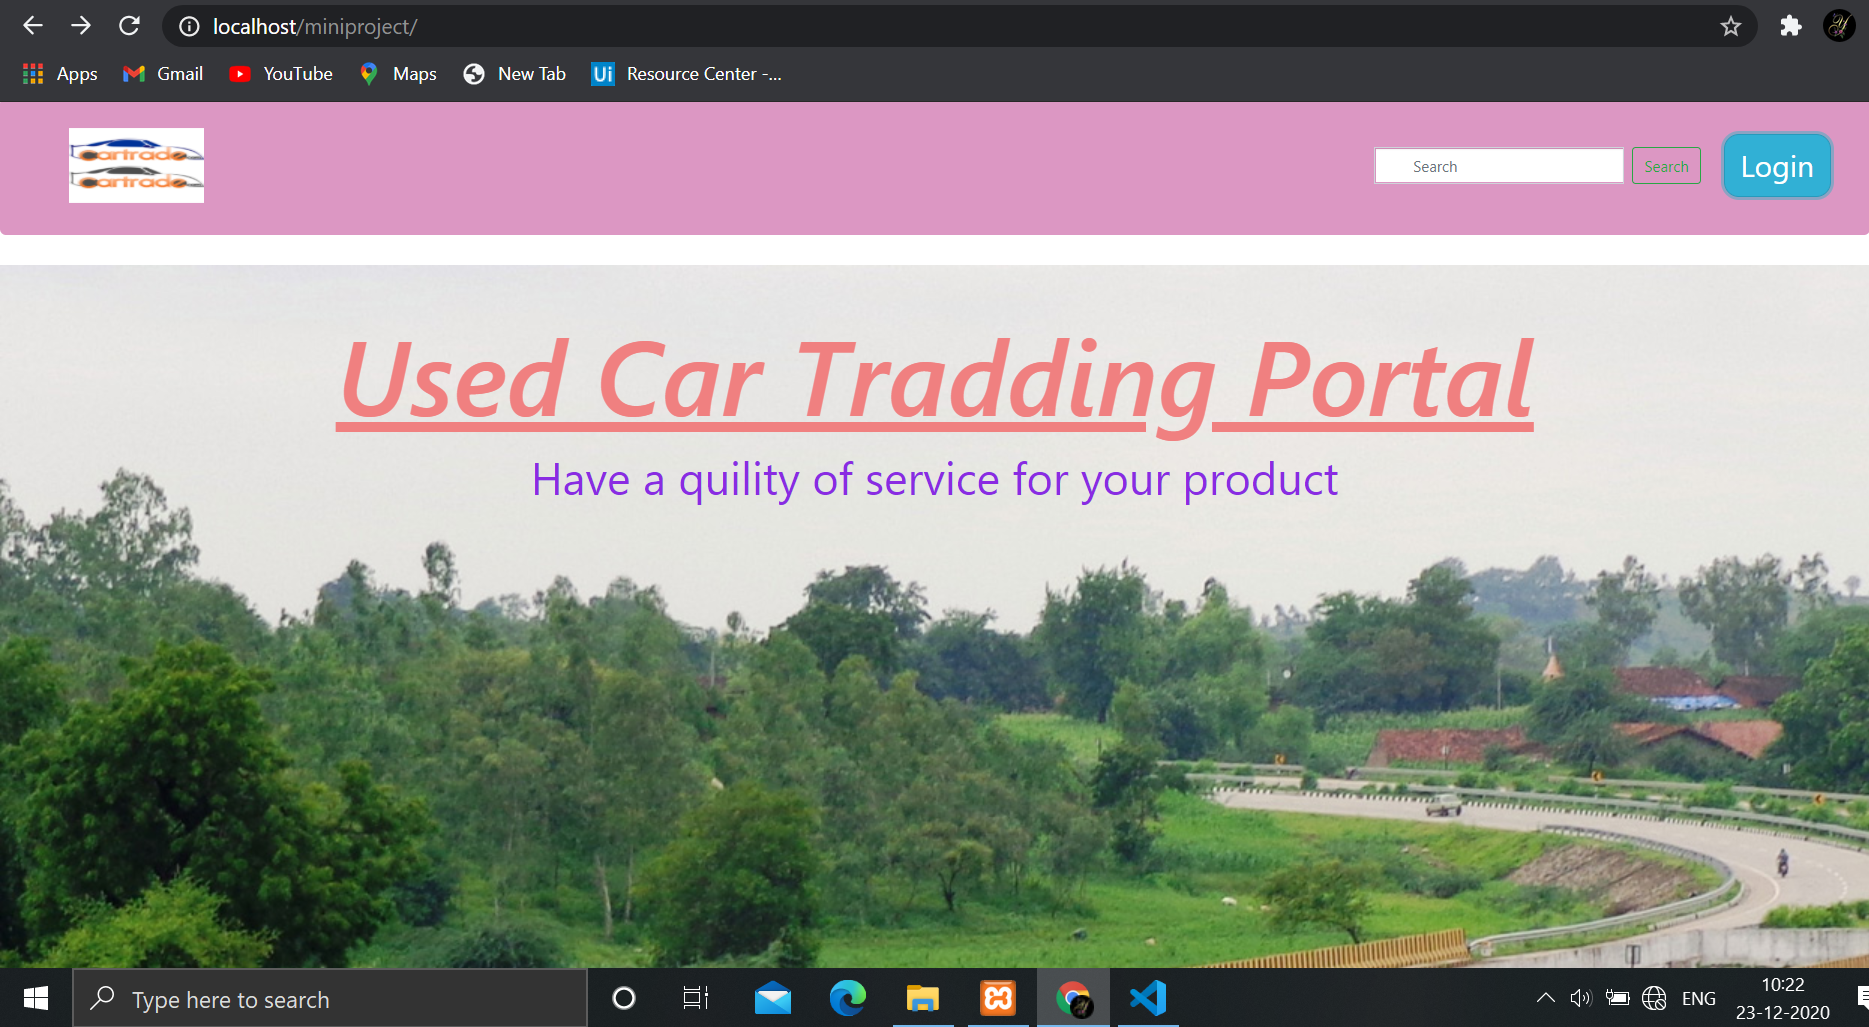 localhost/miniproject/
Apps Gmail YouTube Maps New Tab Ui Resource Center -...
cartrade
cartrade
Search Search Login
Used Car Tradding Portal
Have a quility of service for your product
Type here to search
ENG
10:22
23-12-2020